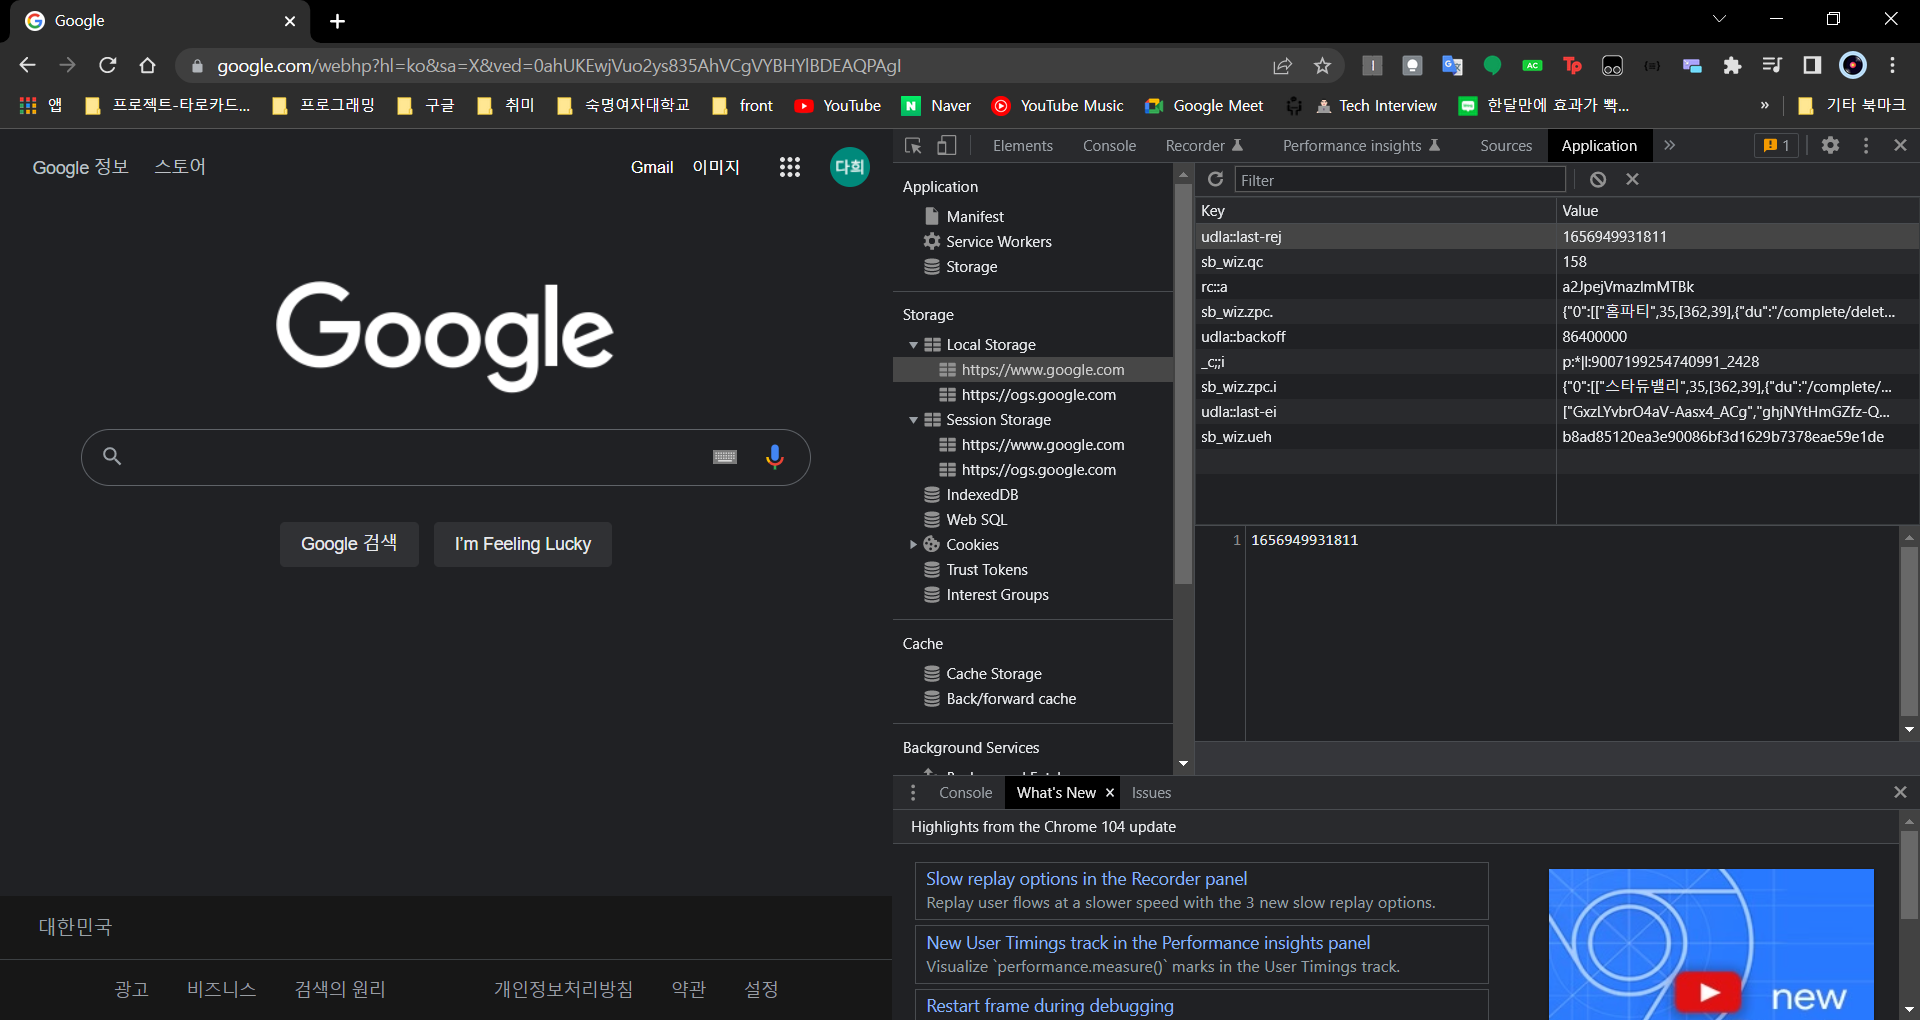 Google
google.com/webhp?hl=ko&sa=X&ved=0ahUKEwjVuo2ys835AhVCgVYBHYlBDEAQPAgI
앱 프로젝트-타로카드... 프로그래밍 구글 취미 숙명여자대학교 front YouTube Naver YouTube Music Google Meet Tech Interview 한달만에 효과가 빡... » 기타 북마크
Google 정보 스토어 Gmail 이미지 다희
Google
Google 검색 I'm Feeling Lucky
대한민국
광고 비즈니스 검색의 원리 개인정보처리방침 약관 설정
Elements Console Recorder Performance insights Sources Application » 1
Application
Manifest
Service Workers
Storage
Storage
Local Storage
https://www.google.com
https://ogs.google.com
Session Storage
https://www.google.com
https://ogs.google.com
IndexedDB
Web SQL
Cookies
Trust Tokens
Interest Groups
Cache
Cache Storage
Back/forward cache
Background Services
Filter
Key Value
udla::last-rej 1656949931811
sb_wiz.qc 158
rc::a a2JpejVmazlmMTBk
sb_wiz.zpc. {"0":[["홈파티",35,[362,39],{"du":"/complete/delet...
udla::backoff 86400000
_c;;i p:*|l:9007199254740991_2428
sb_wiz.zpc.i {"0":[["스타듀밸리",35,[362,39],{"du":"/complete/...
udla::last-ei ["GxzLYvbrO4aV-Aasx4_ACg","ghjNYtHmGZfz-Q...
sb_wiz.ueh b8ad85120ea3e90086bf3d1629b7378eae59e1de
1 1656949931811
Console What's New Issues
Highlights from the Chrome 104 update
Slow replay options in the Recorder panel
Replay user flows at a slower speed with the 3 new slow replay options.
New User Timings track in the Performance insights panel
Visualize `performance.measure()` marks in the User Timings track.
Restart frame during debugging
new